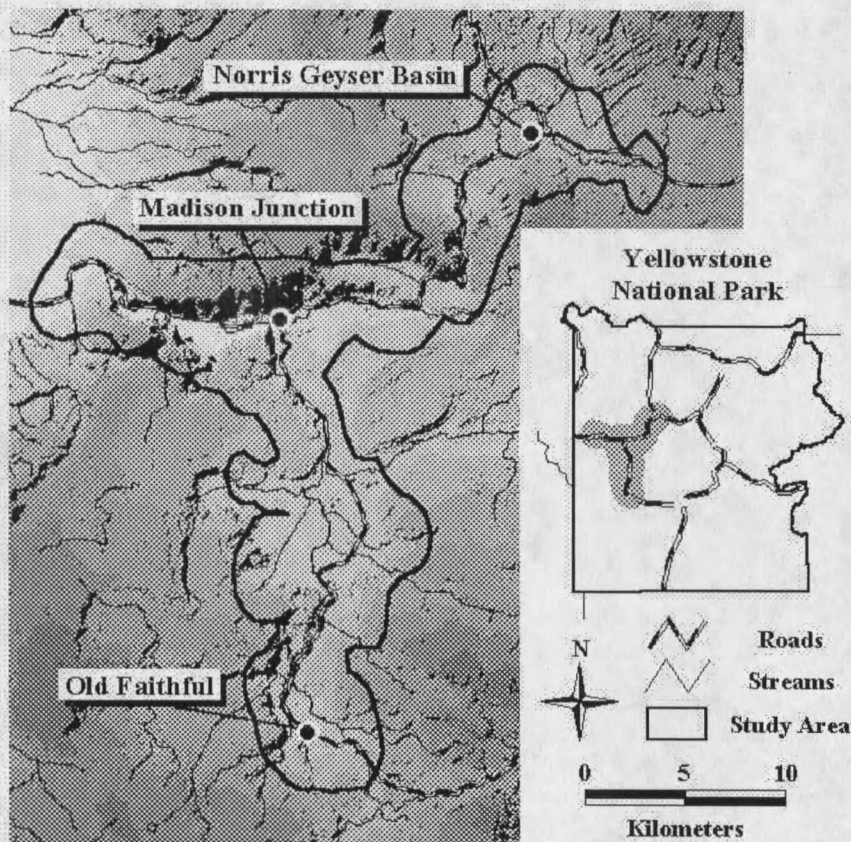 Norris Geyser Basin
Madison Junction
Old Faithful
Yellowstone
National Park
N
Roads
Streams
Study Area
0 5 10
Kilometers